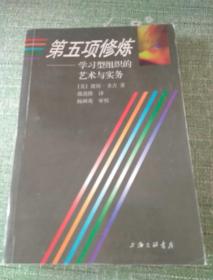 第五项修炼
——学习型组织的
艺术与实务
[美] 彼得·圣吉 著
郭进隆 译
杨硕英 审校
上海三联书店